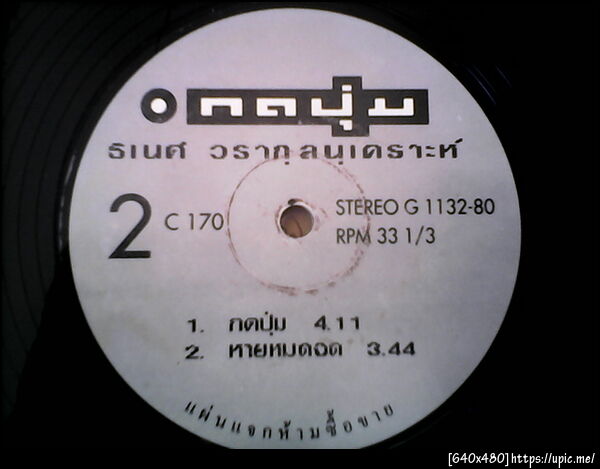 กดปุ่ม
ธเนศ วรากุลนุเคราะห์
2 C 170 STEREO G 1132-80
RPM 33 1/3
1. กดปุ่ม 4.11
2. หายหมดอด 3.44
แผ่นแจกห้ามซื้อขาย
[640x480]https://upic.me/